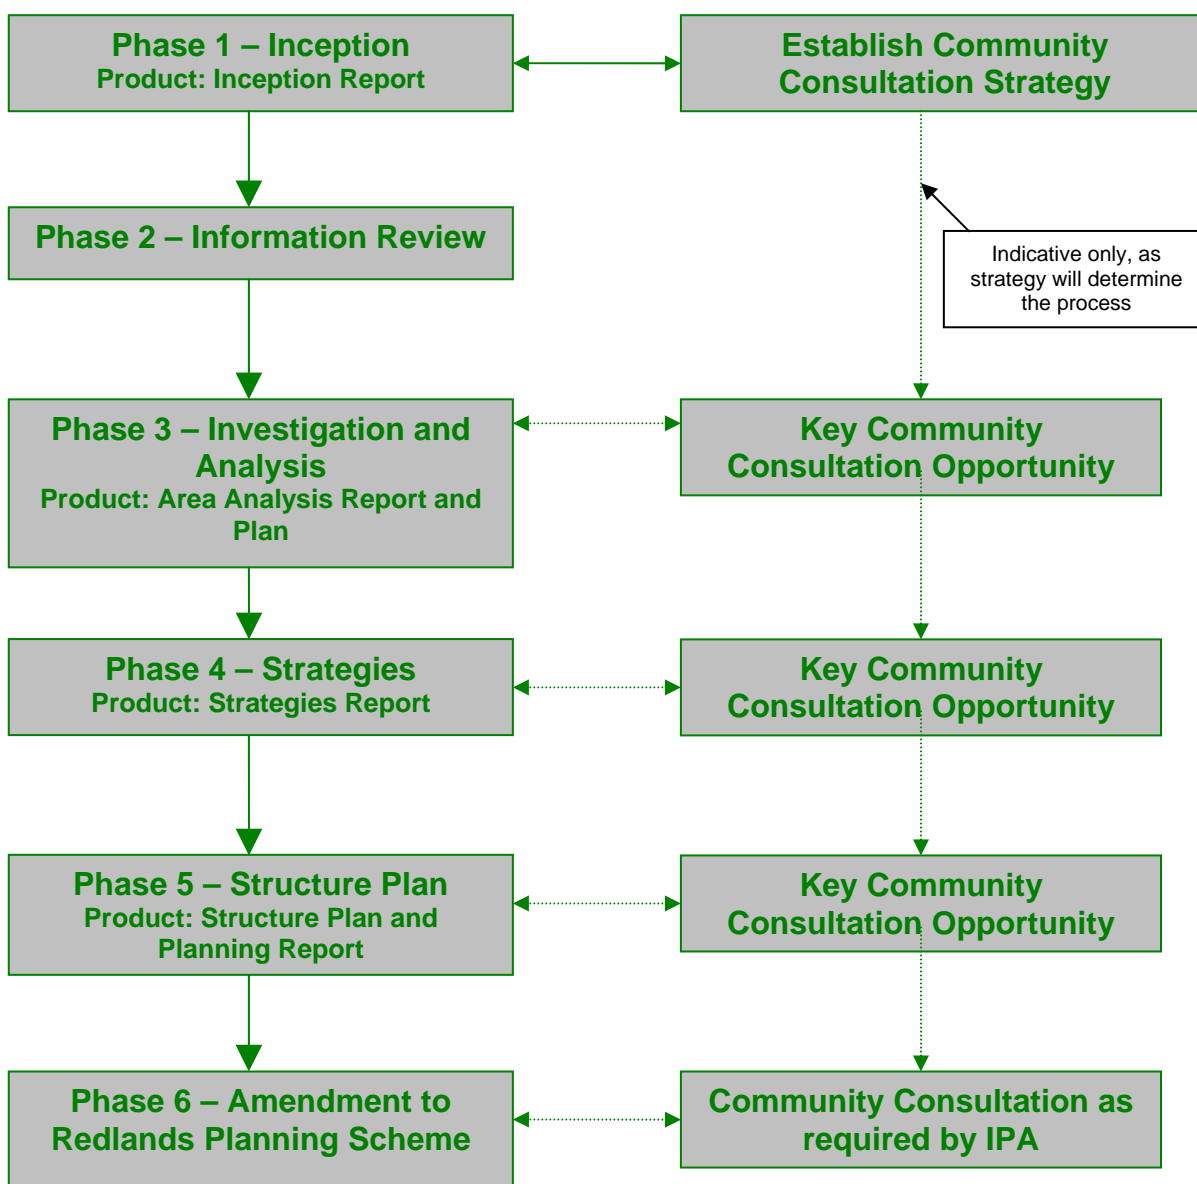 Phase 1 – Inception
Product: Inception Report
Establish Community
Consultation Strategy
Phase 2 – Information Review
Indicative only, as
strategy will determine
the process
Phase 3 – Investigation and
Analysis
Product: Area Analysis Report and
Plan
Key Community
Consultation Opportunity
Phase 4 – Strategies
Product: Strategies Report
Key Community
Consultation Opportunity
Phase 5 – Structure Plan
Product: Structure Plan and
Planning Report
Key Community
Consultation Opportunity
Phase 6 – Amendment to
Redlands Planning Scheme
Community Consultation as
required by IPA